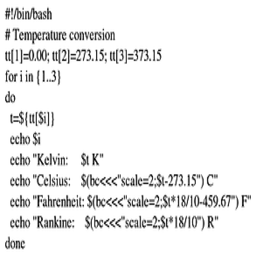 #!/bin/bash
# Temperature conversion
tt[1]=0.00; tt[2]=273.15; tt[3]=373.15
for i in {1..3}
do
t=${tt[$i]}
echo $i
echo "Kelvin: $t K"
echo "Celsius: $(bc<<<"scale=2;$t-273.15") C"
echo "Fahrenheit: $(bc<<<"scale=2;$t*18/10-459.67") F"
echo "Rankine: $(bc<<<"scale=2;$t*18/10") R"
done